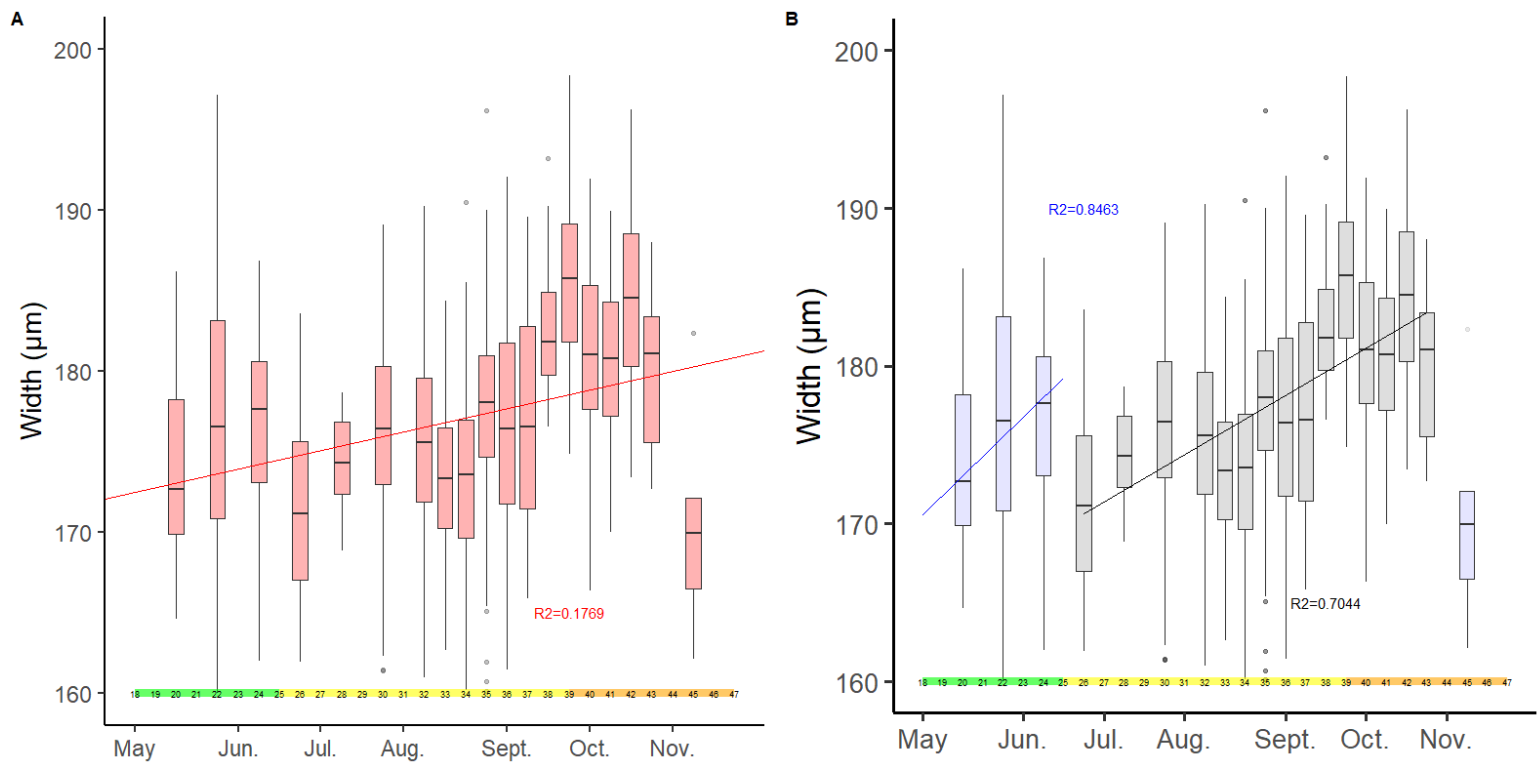 A
Width (µm)
200
190
180
170
160
R2=0.1769
18 19 20 21 22 23 24 25 26 27 28 29 30 31 32 33 34 35 36 37 38 39 40 41 42 43 45 46 47
May Jun. Jul. Aug. Sept. Oct. Nov.
B
Width (µm)
200
190
180
170
160
R2=0.8463
R2=0.7044
18 19 20 21 22 23 24 25 26 27 28 29 30 31 32 33 34 35 36 37 38 39 40 41 42 43 45 46 47
May Jun. Jul. Aug. Sept. Oct. Nov.